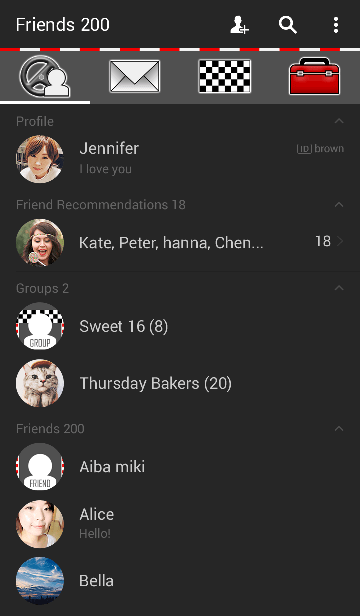 Friends 200
Profile
Jennifer
ID brown
I love you
Friend Recommendations 18
Kate, Peter, hanna, Chen...
18
Groups 2
GROUP
Sweet 16 (8)
Thursday Bakers (20)
Friends 200
FRIEND
Aiba miki
Alice
Hello!
Bella